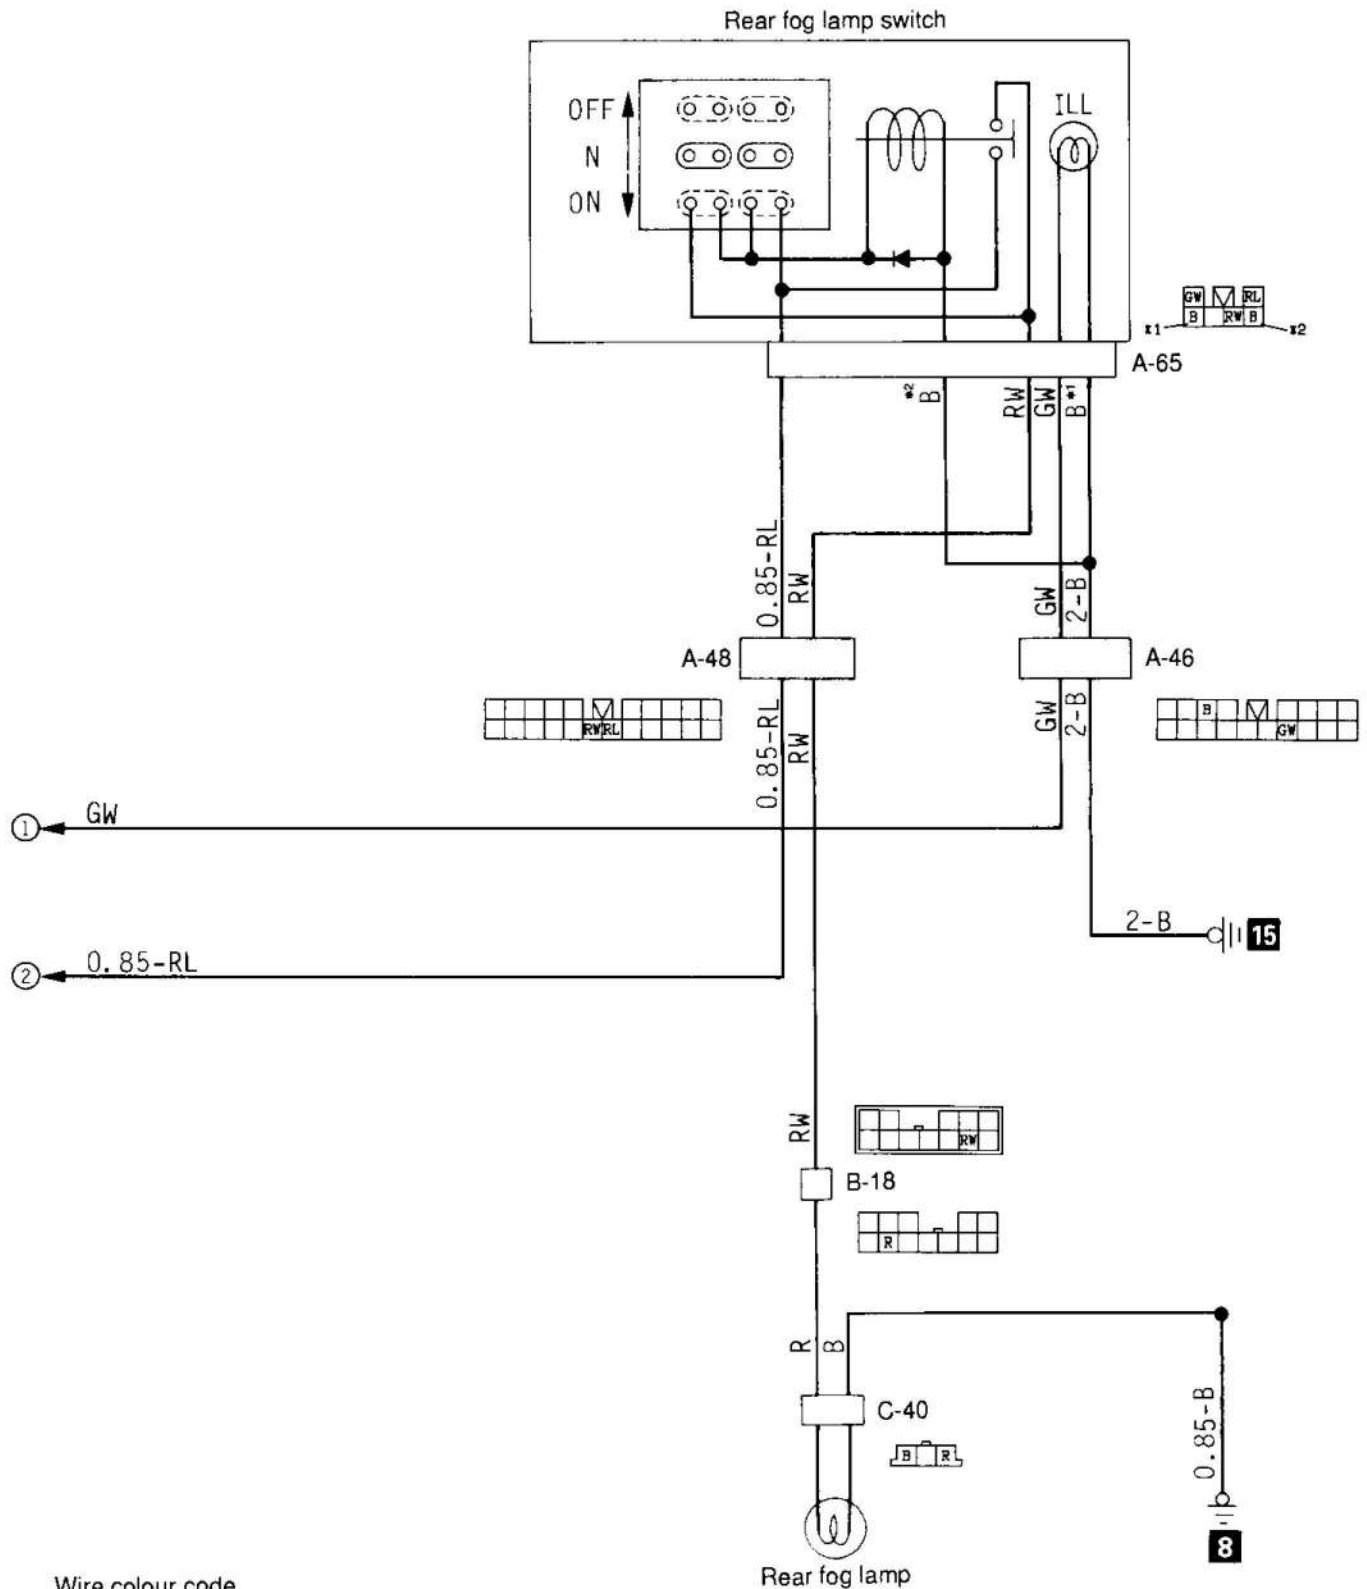 Rear fog lamp switch
OFF
N
ON
ILL
GW RL
B RW B
*1 *2
A-65
*2 B
RW
GW
B *1
0.85-RL
RW
GW
2-B
A-48
A-46
RW RL
B
GW
0.85-RL
RW
GW
2-B
1 GW
2-B 15
2 0.85-RL
RW
RW
B-18
R
R
B
C-40
B R
0.85-B
8
Rear fog lamp
Wire colour code